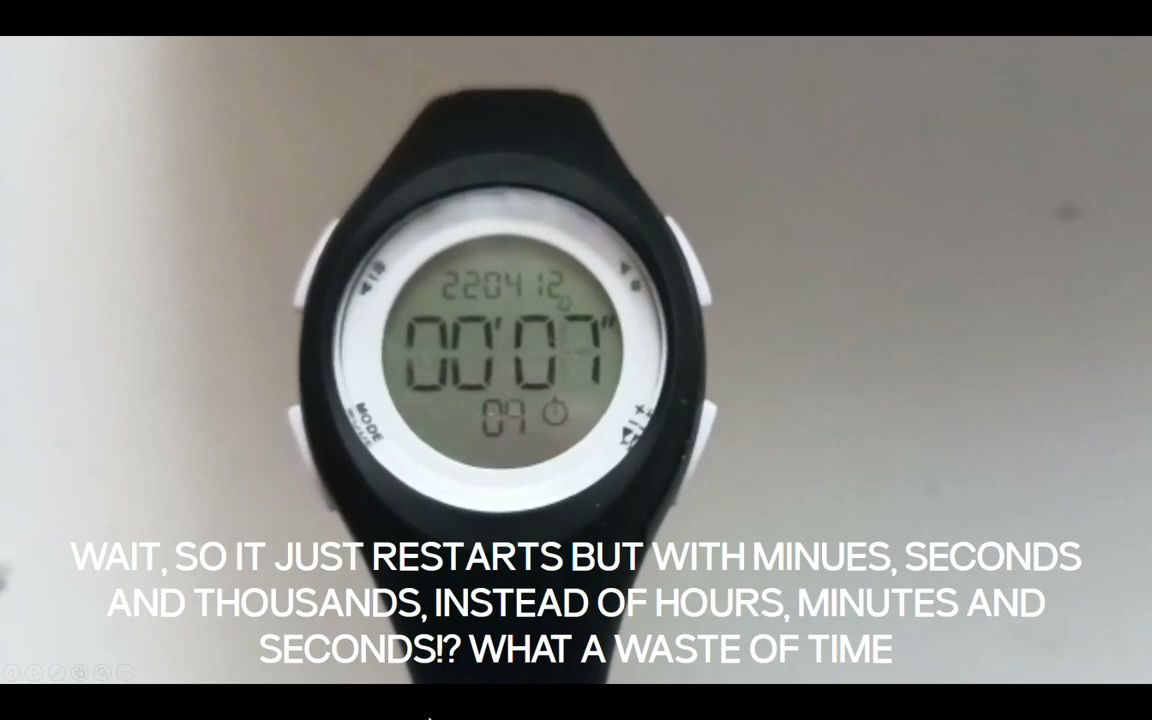 220412
00'07"
09
MODE
WAIT, SO IT JUST RESTARTS BUT WITH MINUES, SECONDS
AND THOUSANDS, INSTEAD OF HOURS, MINUTES AND
SECONDS!? WHAT A WASTE OF TIME